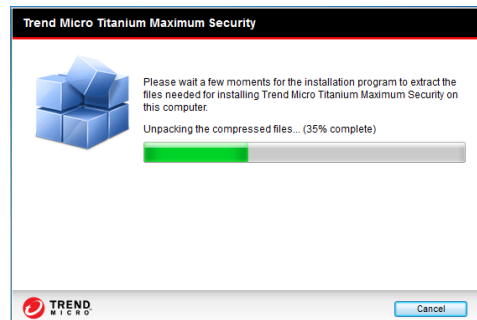 Trend Micro Titanium Maximum Security
Please wait a few moments for the installation program to extract the
files needed for installing Trend Micro Titanium Maximum Security on
this computer.
Unpacking the compressed files... (35% complete)
TREND
MICRO
Cancel